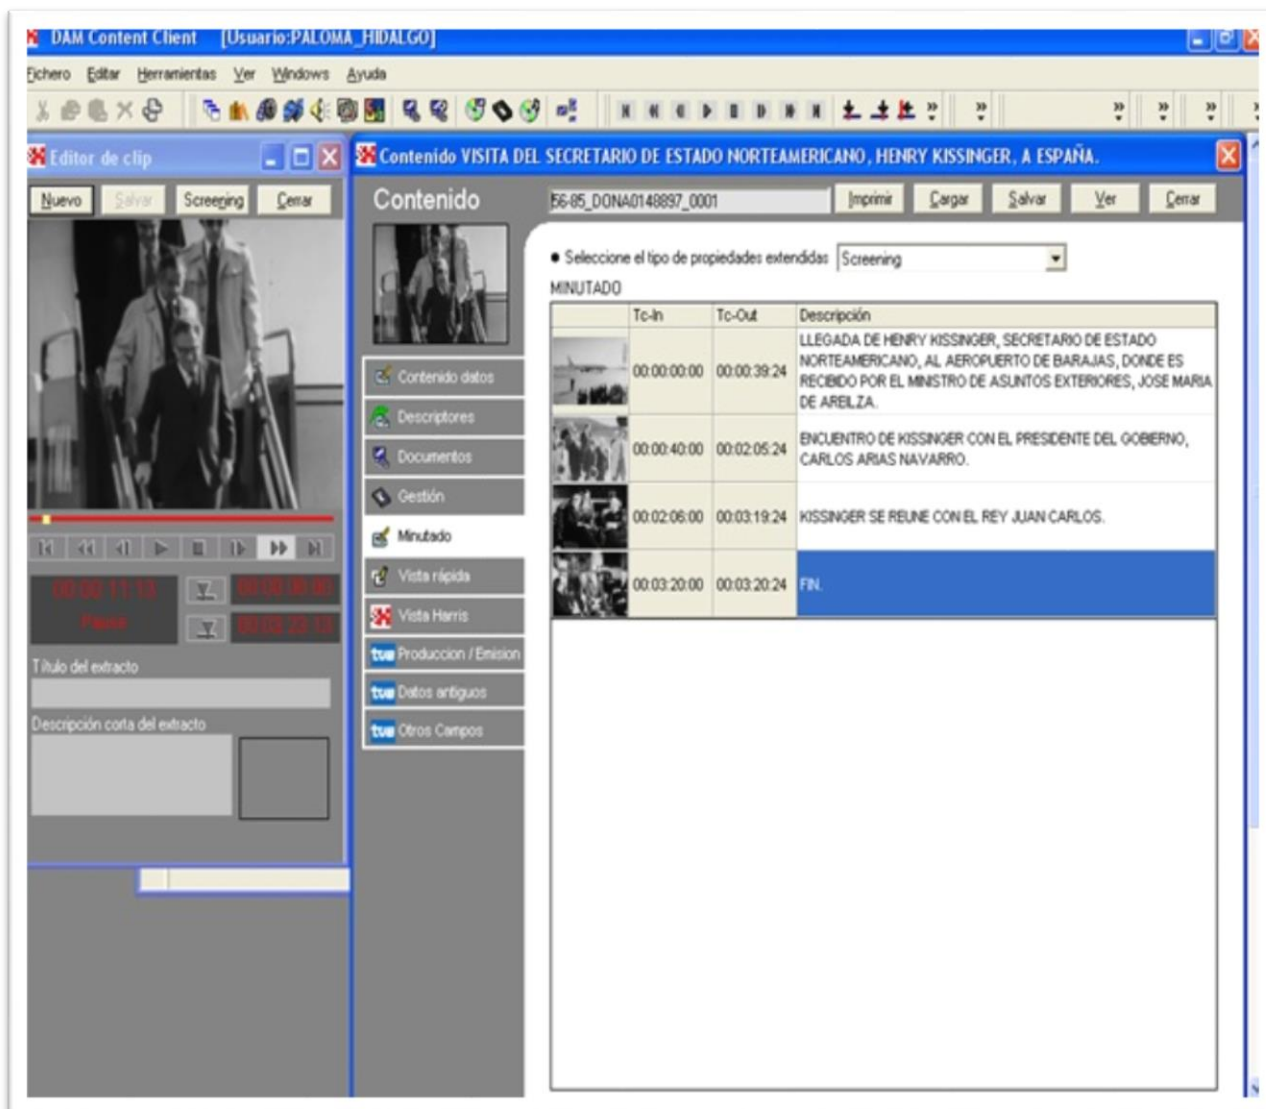 DAM Content Client [Usuario:PALOMA_HIDALGO]
Fichero Editar Herramientas Ver Windows Ayuda
Editor de clip
Nuevo Salvar Screening Cerrar
00:00:11:13
Pause
Título del extracto
Descripción corta del extracto
Contenido VISITA DEL SECRETARIO DE ESTADO NORTEAMERICANO, HENRY KISSINGER, A ESPAÑA.
Contenido
56-85_DONA0148897_0001 Imprimir Cargar Salvar Ver Cerrar
Contenido datos
Descriptores
Documentos
Gestión
Minutado
Vista rápida
Vista Harris
tve Produccion / Emision
tve Datos antiguos
tve Otros Campos
● Seleccione el tipo de propiedades extendidas Screening
MINUTADO
Tc-In Tc-Out Descripción
00:00:00:00 00:00:39:24 LLEGADA DE HENRY KISSINGER, SECRETARIO DE ESTADO
NORTEAMERICANO, AL AEROPUERTO DE BARAJAS, DONDE ES
RECIBIDO POR EL MINISTRO DE ASUNTOS EXTERIORES, JOSE MARIA
DE AREILZA.
00:00:40:00 00:02:05:24 ENCUENTRO DE KISSINGER CON EL PRESIDENTE DEL GOBIERNO,
CARLOS ARIAS NAVARRO.
00:02:06:00 00:03:19:24 KISSINGER SE REUNE CON EL REY JUAN CARLOS.
00:03:20:00 00:03:20:24 FIN.